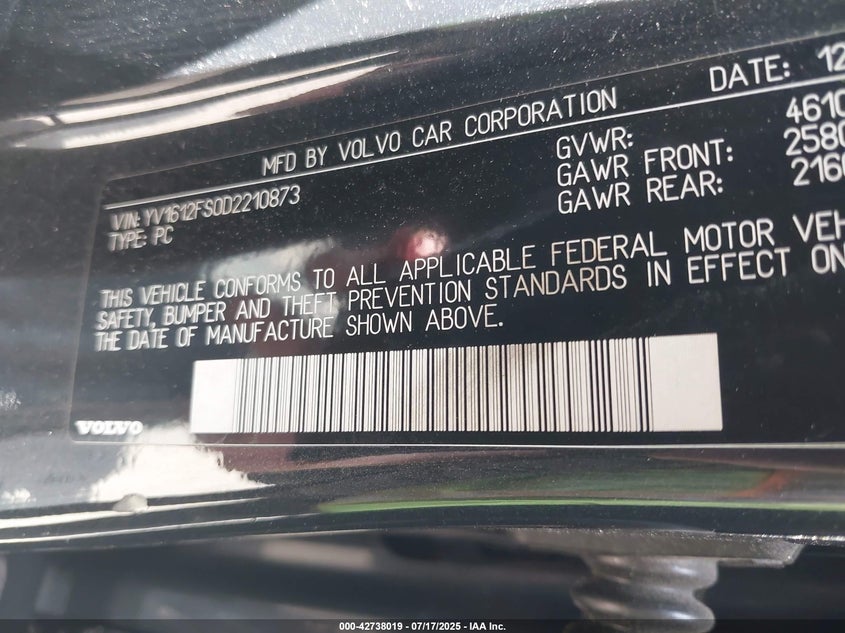 DATE: 12
MFD BY VOLVO CAR CORPORATION
GVWR: 4610
GAWR FRONT: 2580
GAWR REAR: 216
VIN: YV1612FS0D2210873
TYPE: PC
THIS VEHICLE CONFORMS TO ALL APPLICABLE FEDERAL MOTOR VEH
SAFETY, BUMPER AND THEFT PREVENTION STANDARDS IN EFFECT ON
THE DATE OF MANUFACTURE SHOWN ABOVE.
VOLVO
000-42738019 - 07/17/2025 - IAA Inc.